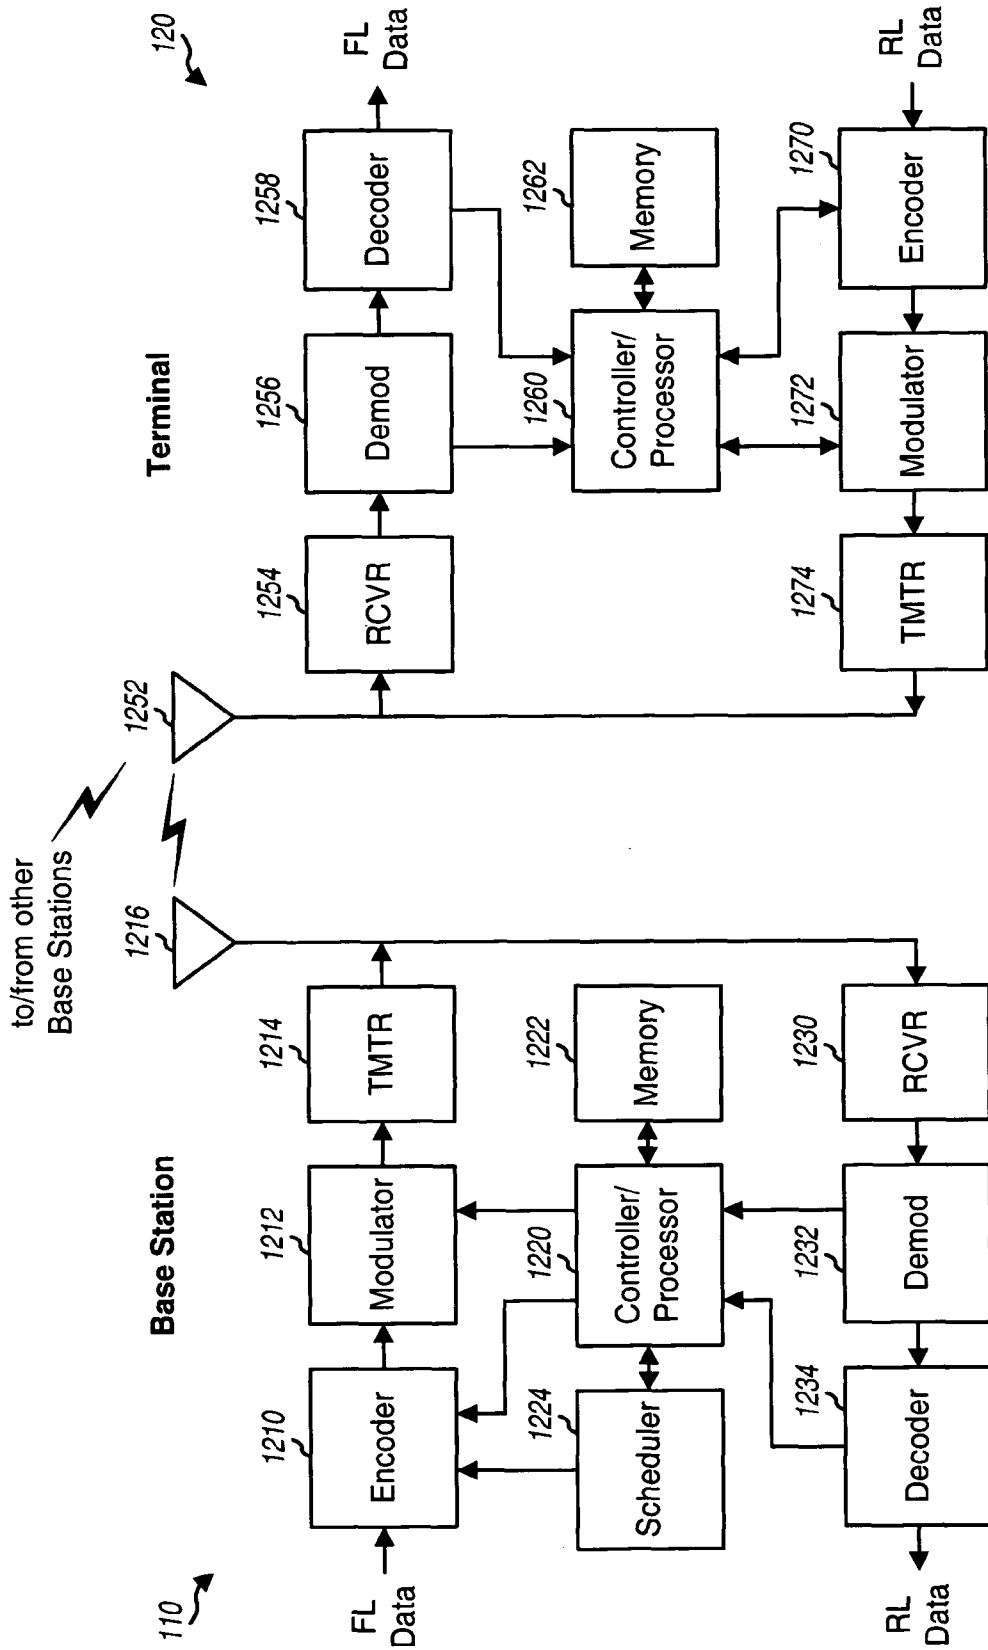 110
Base Station
to/from other
Base Stations
Terminal
120
FL
Data
1210
Encoder
1212
Modulator
1214
TMTR
1216
1252
1254
RCVR
1256
Demod
1258
Decoder
FL
Data
1224
Scheduler
1220
Controller/
Processor
1222
Memory
1260
Controller/
Processor
1262
Memory
RL
Data
1234
Decoder
1232
Demod
1230
RCVR
1274
TMTR
1272
Modulator
1270
Encoder
RL
Data